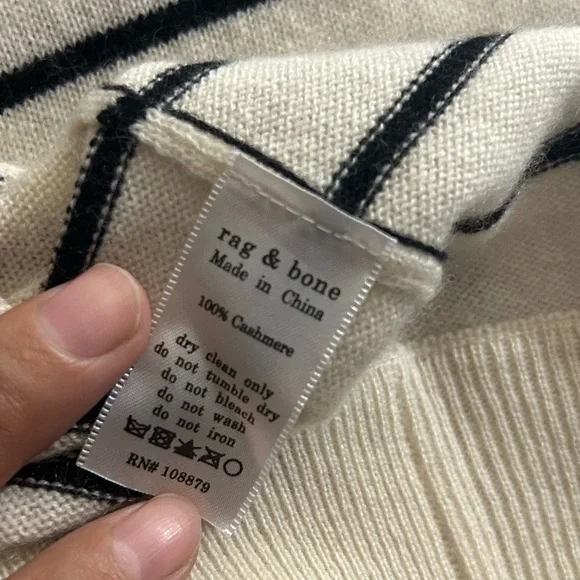 rag & bone
Made in China
100% Cashmere
dry clean only
do not tumble dry
do not bleach
do not wash
do not iron
RN# 108879